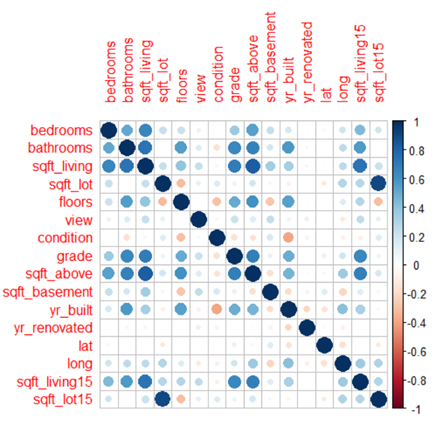 bedrooms
bathrooms
sqft_living
sqft_lot
floors
view
condition
grade
sqft_above
sqft_basement
yr_built
yr_renovated
lat
long
sqft_living15
sqft_lot15
bedrooms
bathrooms
sqft_living
sqft_lot
floors
view
condition
grade
sqft_above
sqft_basement
yr_built
yr_renovated
lat
long
sqft_living15
sqft_lot15
1
0.8
0.6
0.4
0.2
0
-0.2
-0.4
-0.6
-0.8
-1